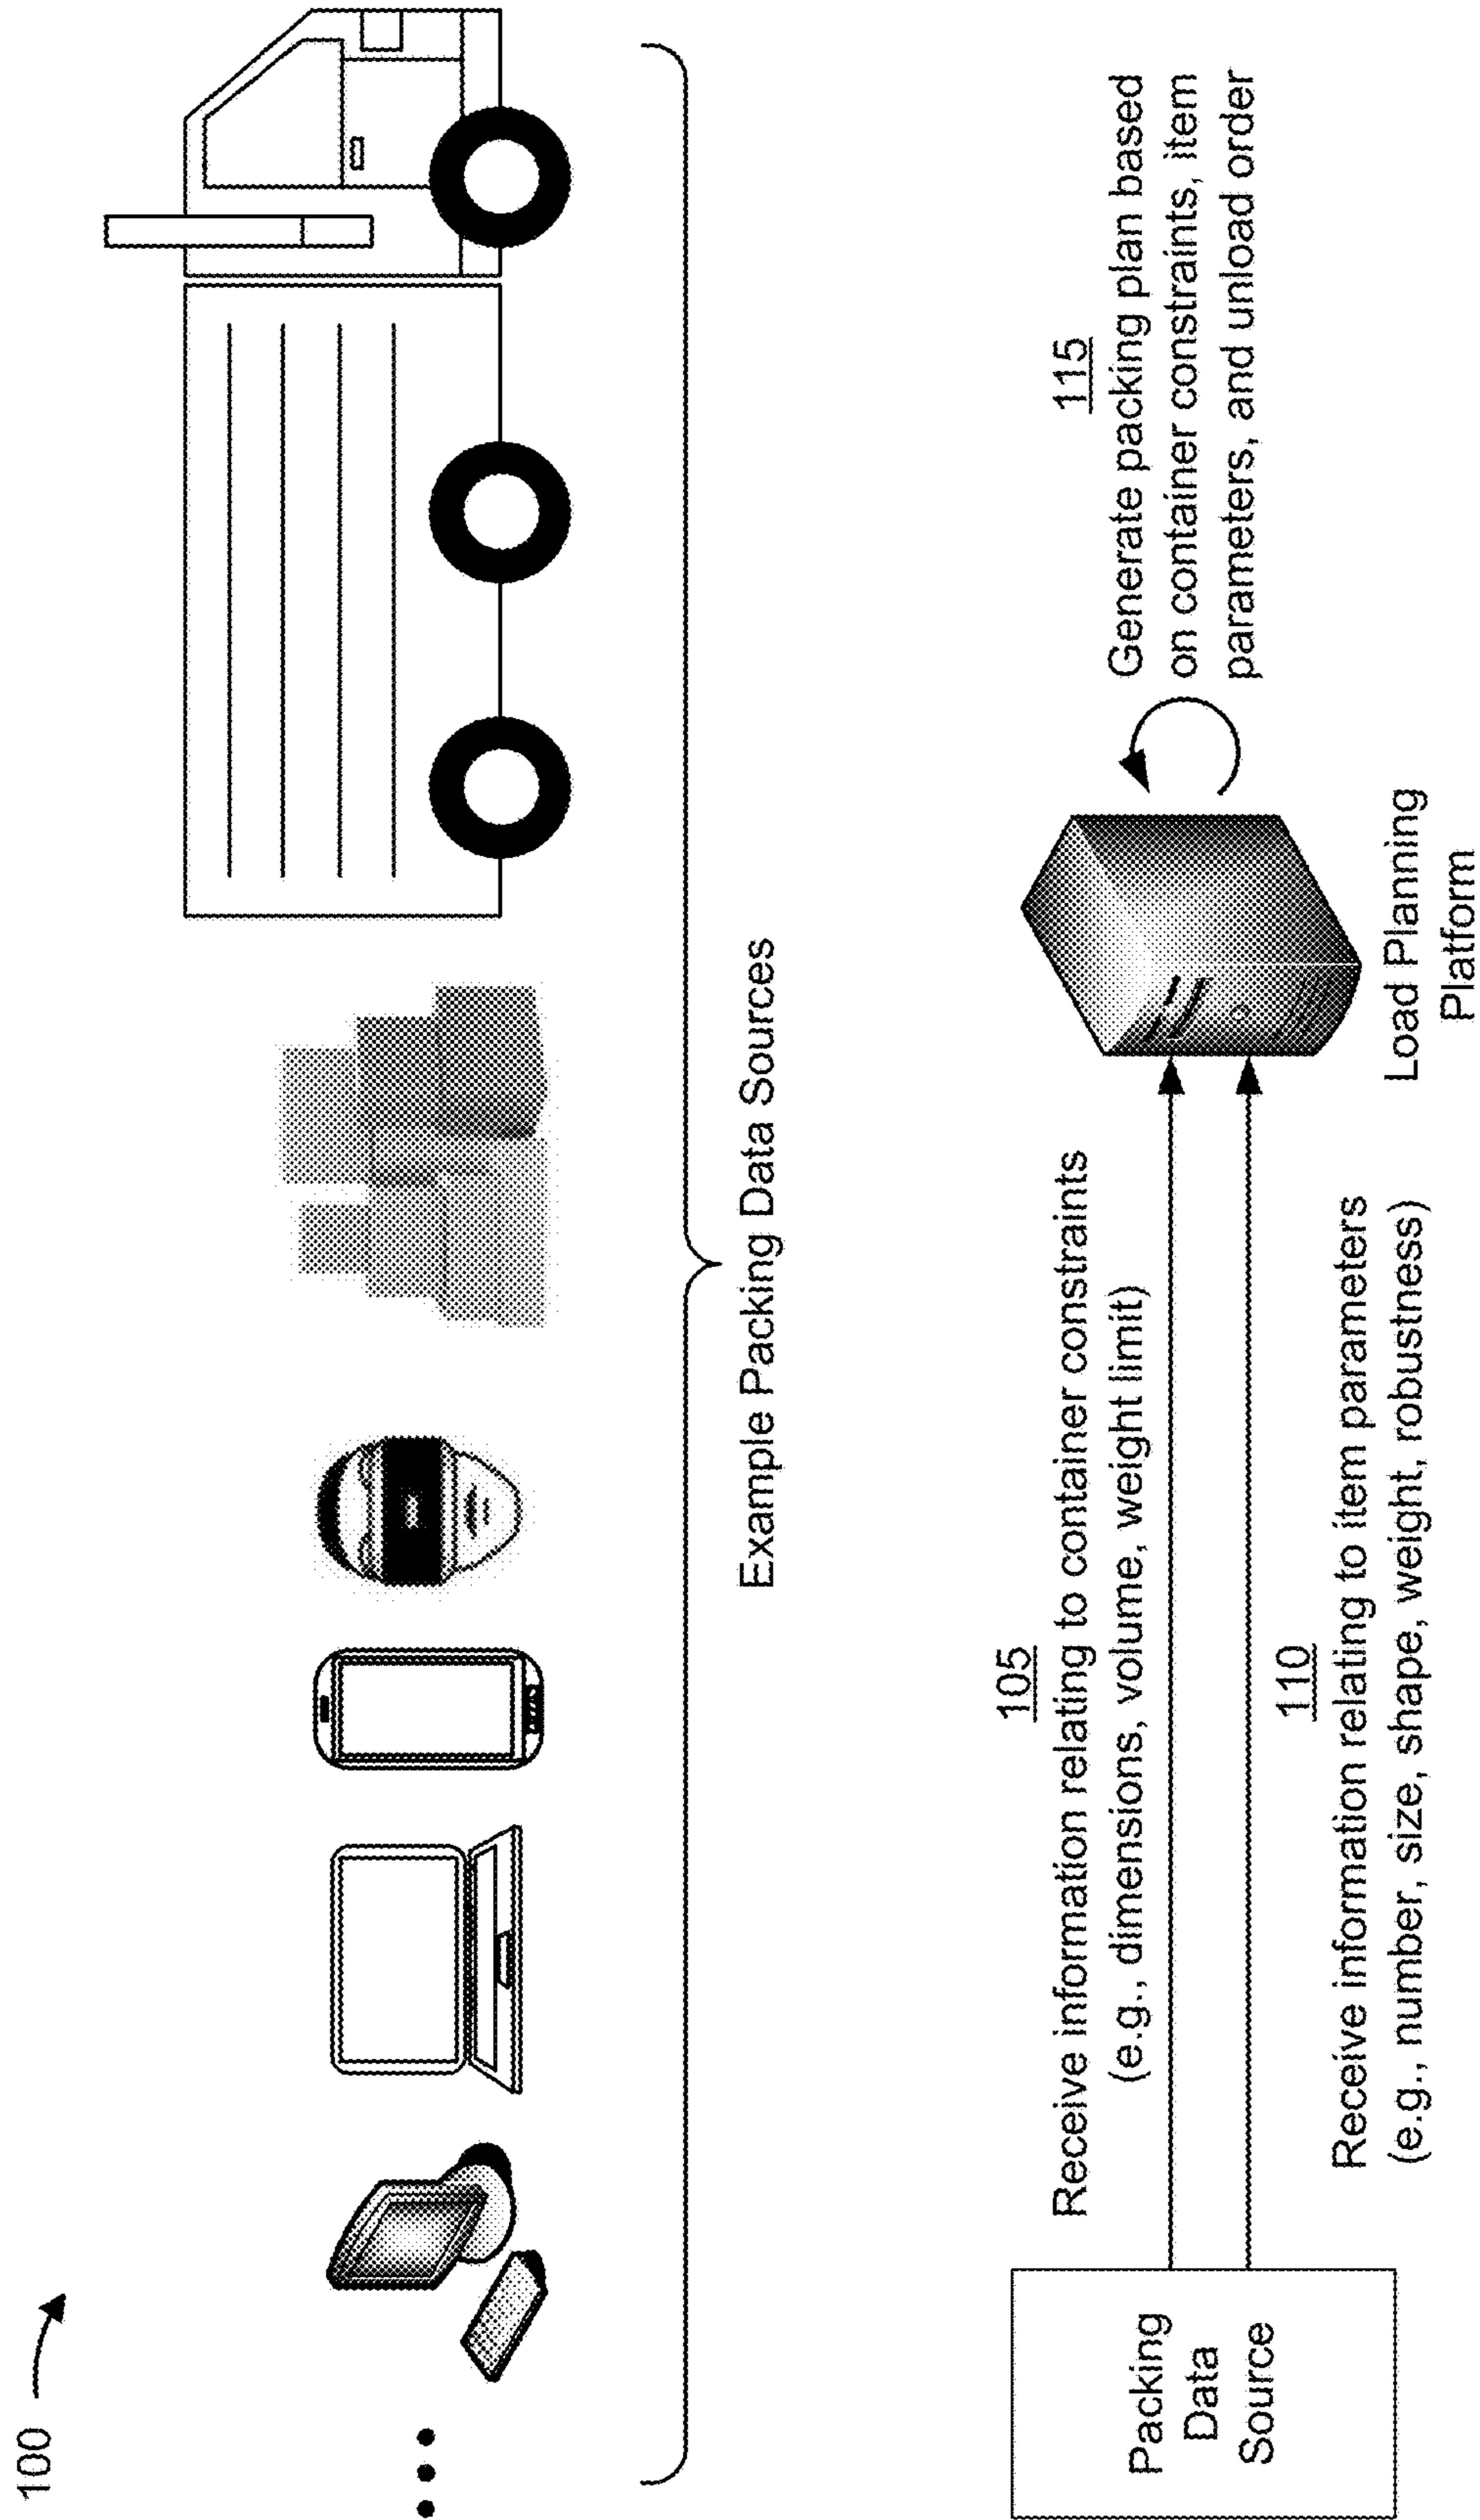 100
Example Packing Data Sources
Packing
Data
Source
105
Receive information relating to container constraints
(e.g., dimensions, volume, weight limit)
110
Receive information relating to item parameters
(e.g., number, size, shape, weight, robustness)
Load Planning
Platform
115
Generate packing plan based
on container constraints, item
parameters, and unload order